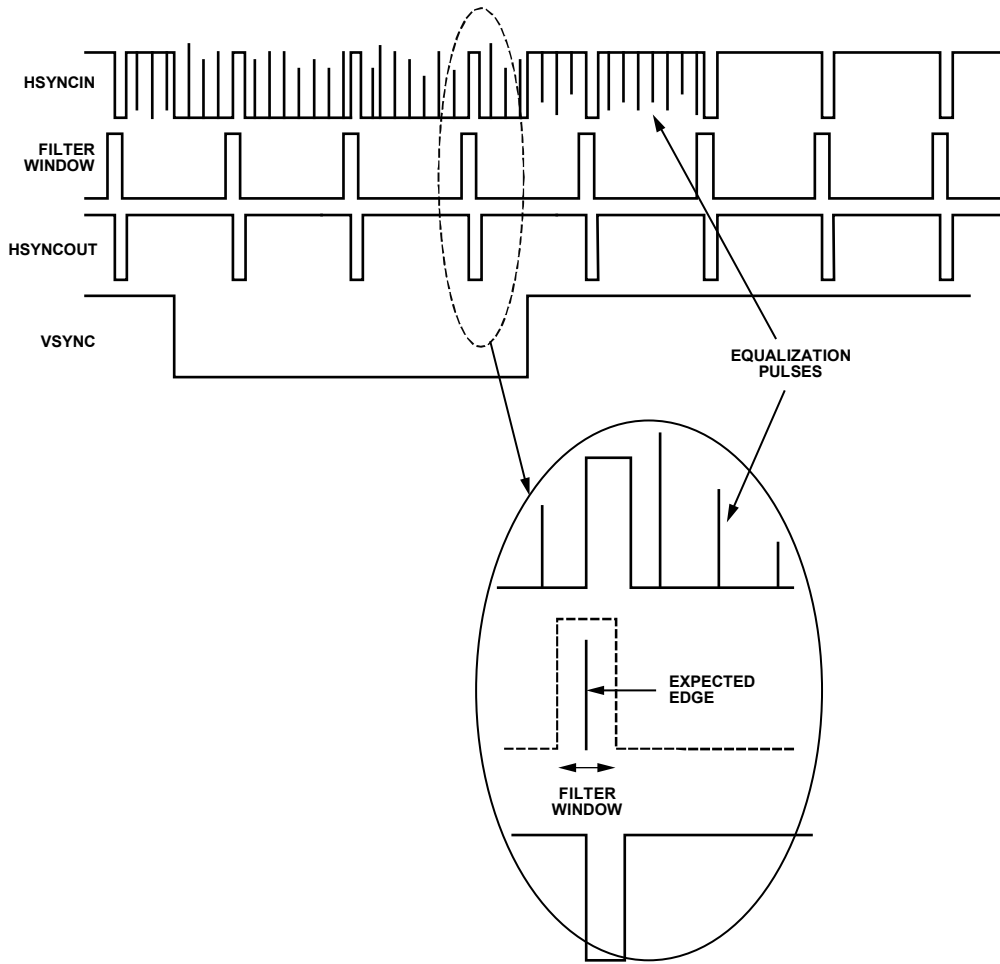 HSYNCIN
FILTER
WINDOW
HSYNCOUT
VSYNC
EQUALIZATION
PULSES
EXPECTED
EDGE
FILTER
WINDOW